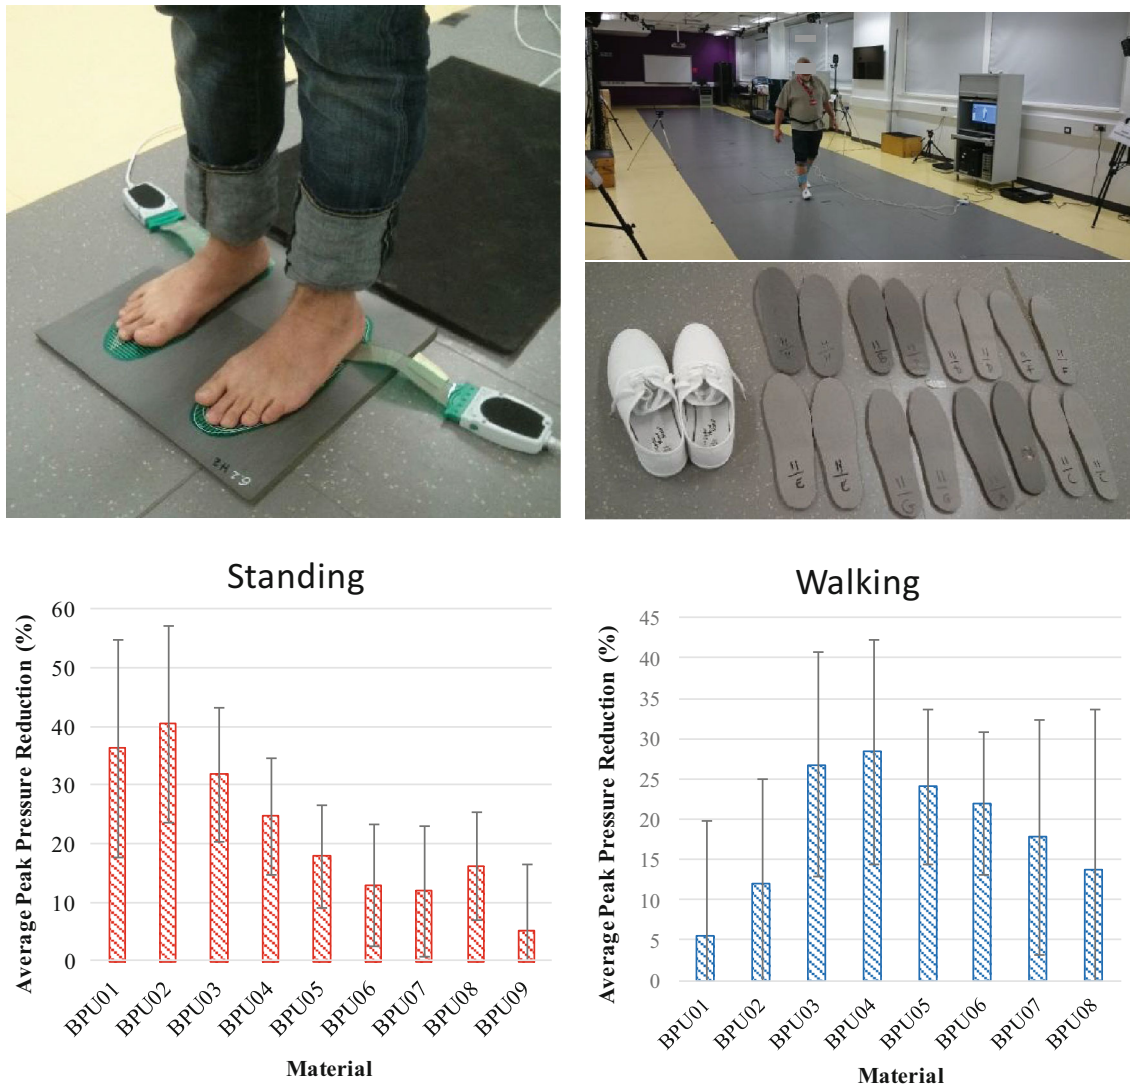 62 H2
Standing
Average Peak Pressure Reduction (%)
60
50
40
30
20
10
0
BPU01
BPU02
BPU03
BPU04
BPU05
BPU06
BPU07
BPU08
BPU09
Material
Walking
Average Peak Pressure Reduction (%)
45
40
35
30
25
20
15
10
5
0
BPU01
BPU02
BPU03
BPU04
BPU05
BPU06
BPU07
BPU08
Material